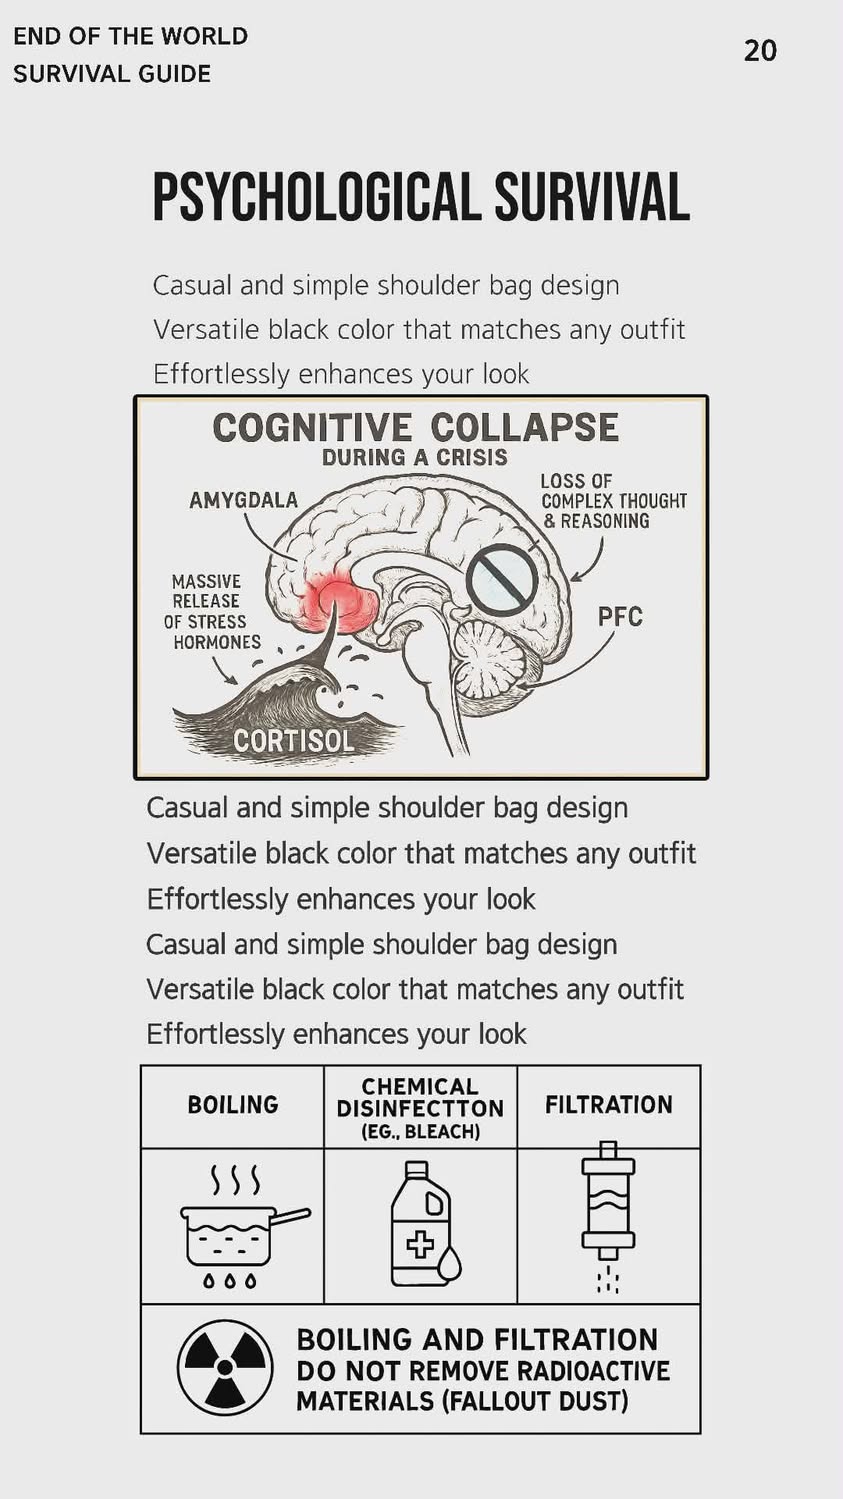 END OF THE WORLD
SURVIVAL GUIDE
20
PSYCHOLOGICAL SURVIVAL
Casual and simple shoulder bag design
Versatile black color that matches any outfit
Effortlessly enhances your look
COGNITIVE COLLAPSE
DURING A CRISIS
AMYGDALA
LOSS OF
COMPLEX THOUGHT
& REASONING
MASSIVE
RELEASE
OF STRESS
HORMONES
PFC
CORTISOL
Casual and simple shoulder bag design
Versatile black color that matches any outfit
Effortlessly enhances your look
Casual and simple shoulder bag design
Versatile black color that matches any outfit
Effortlessly enhances your look
BOILING
CHEMICAL
DISINFECTTON
(EG., BLEACH)
FILTRATION
BOILING AND FILTRATION
DO NOT REMOVE RADIOACTIVE
MATERIALS (FALLOUT DUST)